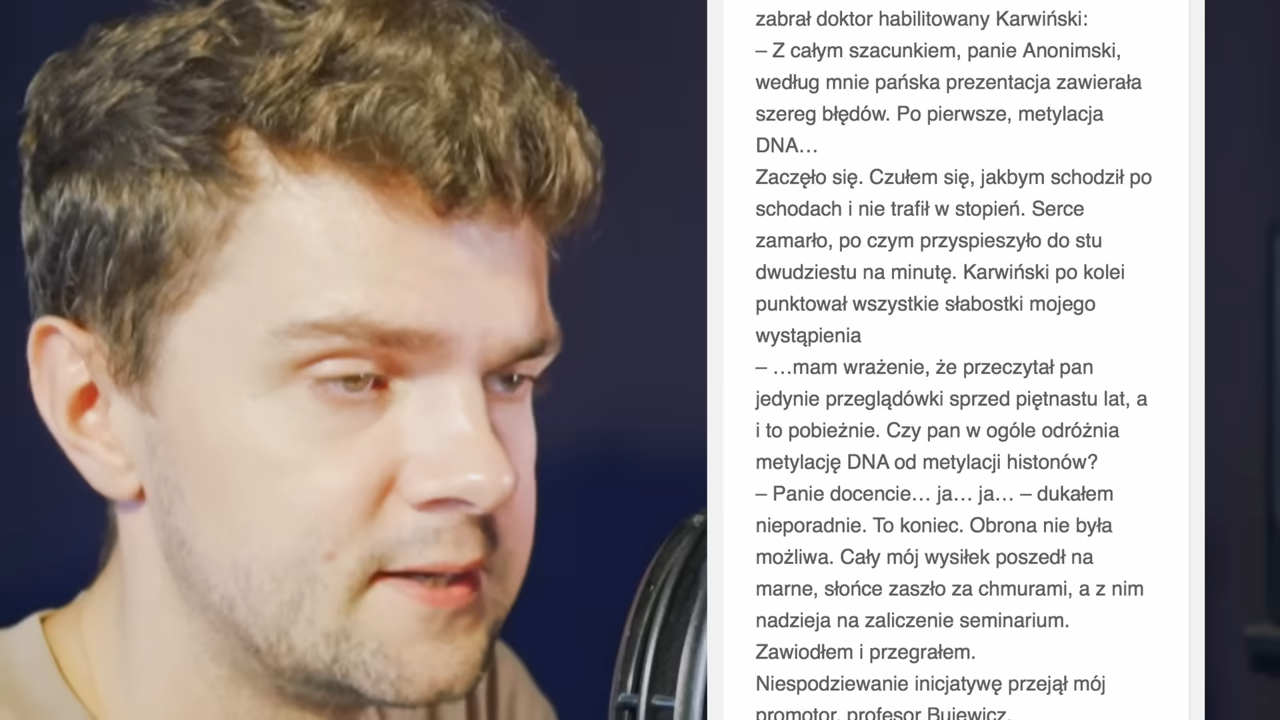 zabrał doktor habilitowany Karwiński:
– Z całym szacunkiem, panie Anonimski,
według mnie pańska prezentacja zawierała
szereg błędów. Po pierwsze, metylacja
DNA…
Zaczęło się. Czułem się, jakbym schodził po
schodach i nie trafił w stopień. Serce
zamarło, po czym przyspieszyło do stu
dwudziestu na minutę. Karwiński po kolei
punktował wszystkie słabostki mojego
wystąpienia
– …mam wrażenie, że przeczytał pan
jedynie przeglądówki sprzed piętnastu lat, a
i to pobieżnie. Czy pan w ogóle odróżnia
metylację DNA od metylacji histonów?
– Panie docencie… ja… ja… – dukałem
nieporadnie. To koniec. Obrona nie była
możliwa. Cały mój wysiłek poszedł na
marne, słońce zaszło za chmurami, a z nim
nadzieja na zaliczenie seminarium.
Zawiodłem i przegrałem.
Niespodziewanie inicjatywę przejął mój
promotor, profesor Bujewicz.